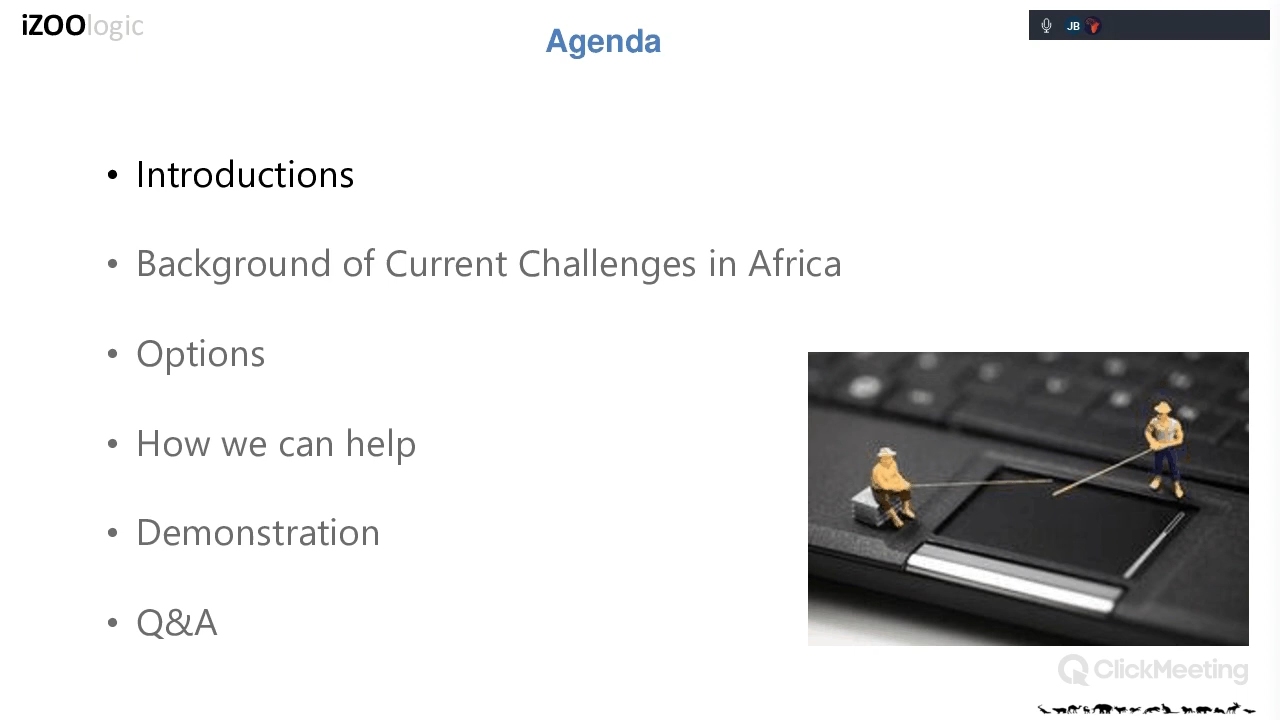 iZOOlogic
Agenda
JB
• Introductions
• Background of Current Challenges in Africa
• Options
• How we can help
• Demonstration
• Q&A
ClickMeeting